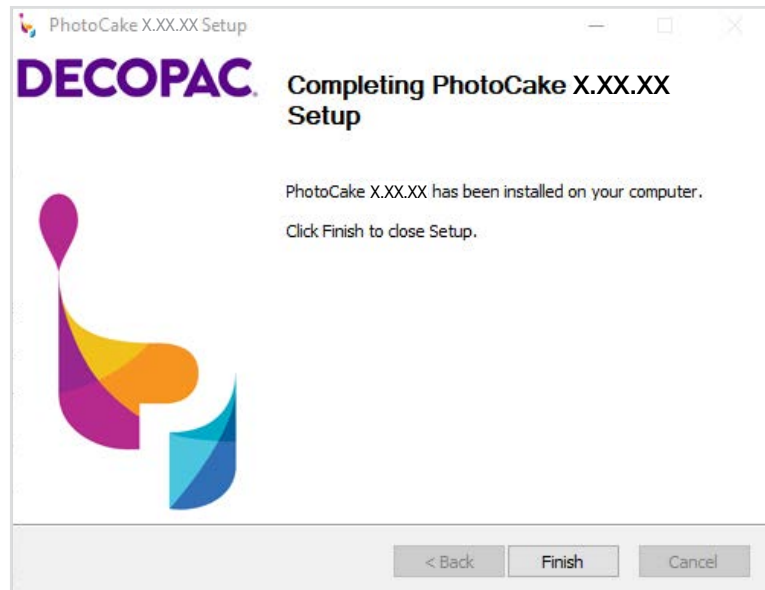 PhotoCake X.XX.XX Setup
DECOPAC.
Completing PhotoCake X.XX.XX
Setup
PhotoCake X.XX.XX has been installed on your computer.
Click Finish to close Setup.
< Back
Finish
Cancel